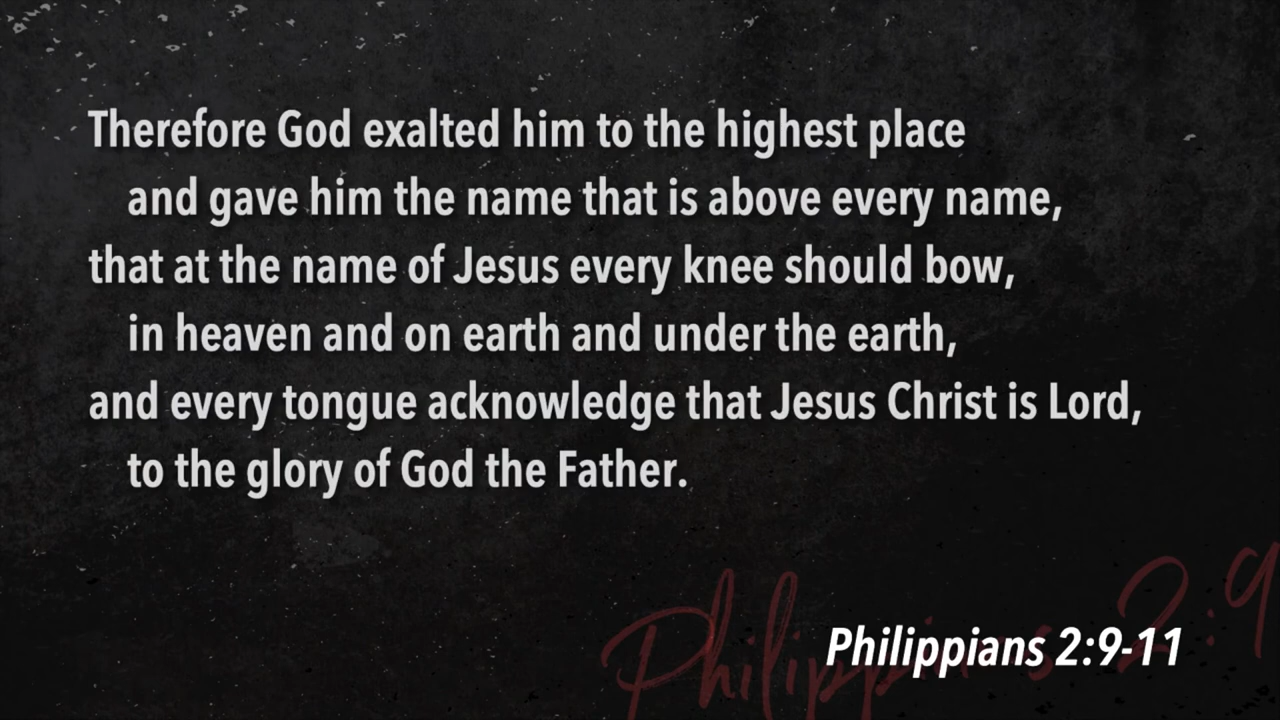 Therefore God exalted him to the highest place
and gave him the name that is above every name,
that at the name of Jesus every knee should bow,
in heaven and on earth and under the earth,
and every tongue acknowledge that Jesus Christ is Lord,
to the glory of God the Father.
Philippians 2:9-11
Philippians 2:9